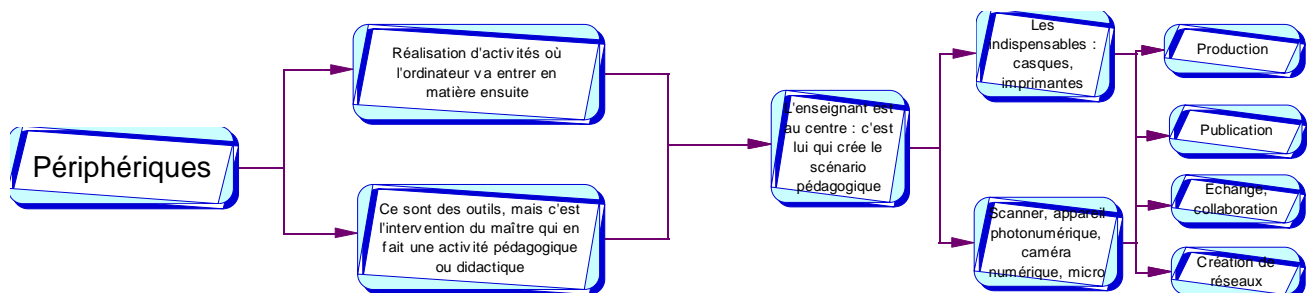 Périphériques
Réalisation d'activités où
l'ordinateur va entrer en
matière ensuite
Ce sont des outils, mais c'est
l'intervention du maître qui en
fait une activité pédagogique
ou didactique
L'enseignant est
au centre : c'est
lui qui crée le
scénario
pédagogique
Les
indispensables :
casques,
imprimantes
Scanner, appareil
photonumérique,
caméra
numérique, micro
Production
Publication
Echange,
collaboration
Création de
réseaux